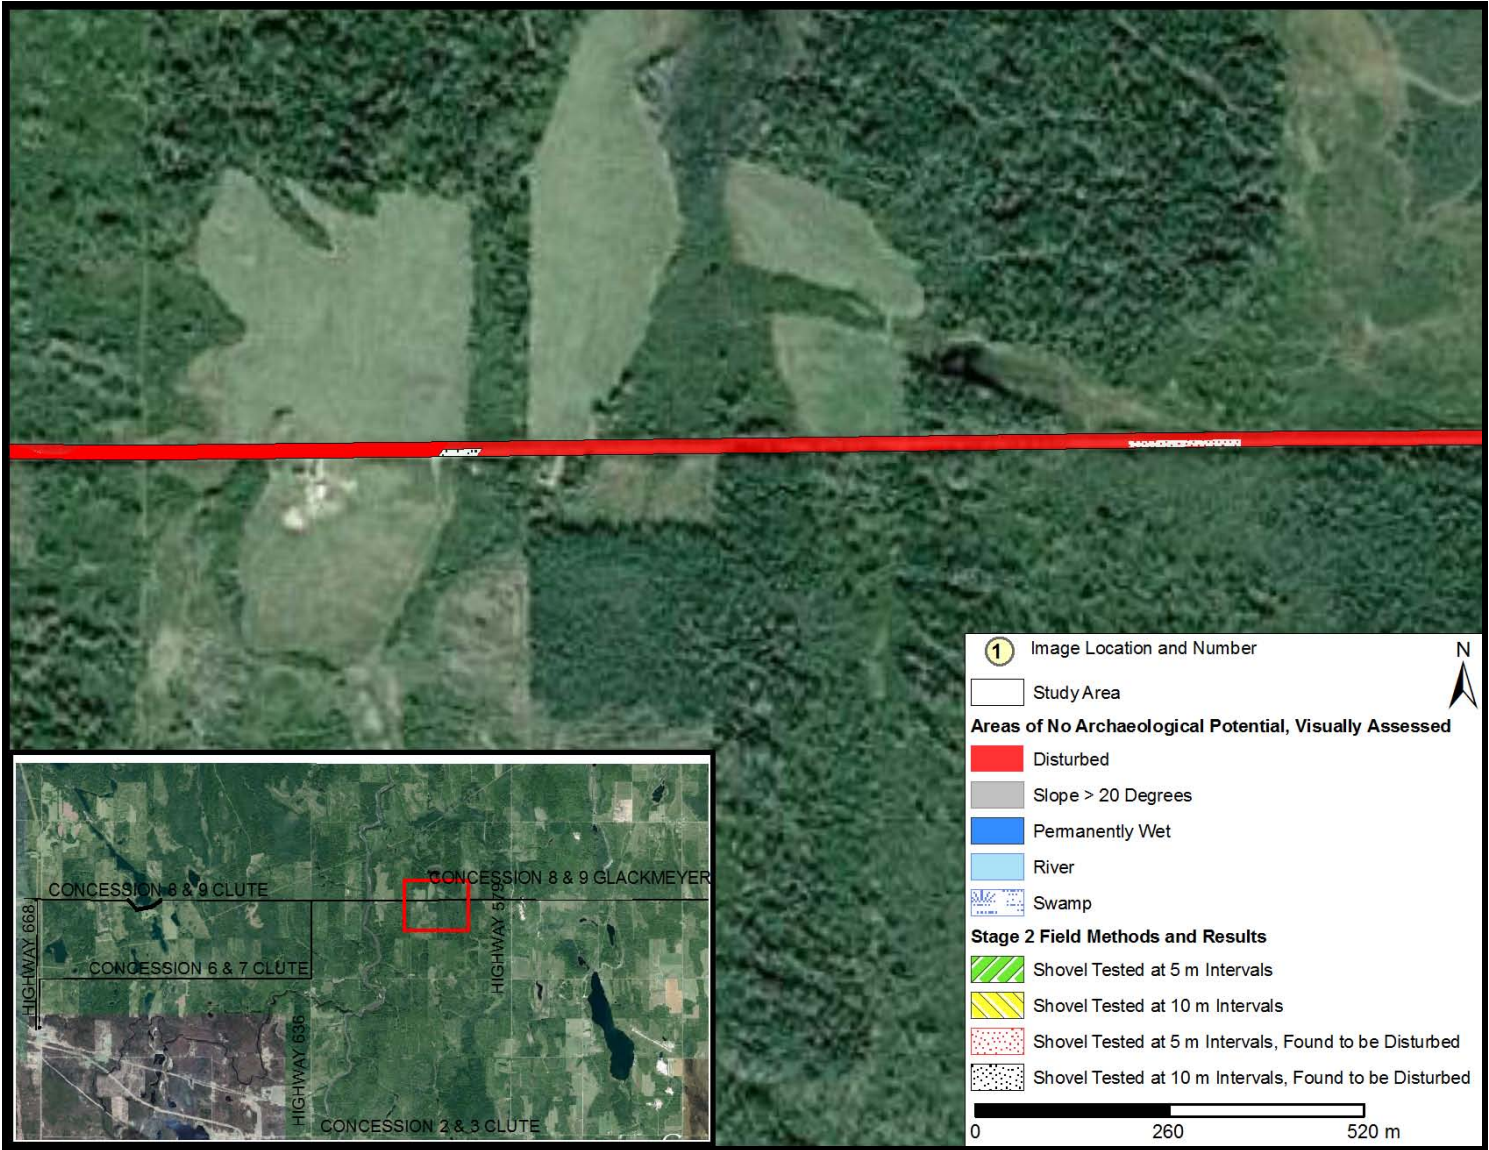 1 Image Location and Number
N
Study Area
Areas of No Archaeological Potential, Visually Assessed
Disturbed
Slope > 20 Degrees
Permanently Wet
River
Swamp
Stage 2 Field Methods and Results
Shovel Tested at 5 m Intervals
Shovel Tested at 10 m Intervals
Shovel Tested at 5 m Intervals, Found to be Disturbed
Shovel Tested at 10 m Intervals, Found to be Disturbed
0 260 520 m
CONCESSION 8 & 9 CLUTE
CONCESSION 8 & 9 GLACKMEYER
HIGHWAY 668
HIGHWAY 579
CONCESSION 6 & 7 CLUTE
HIGHWAY 636
CONCESSION 2 & 3 CLUTE